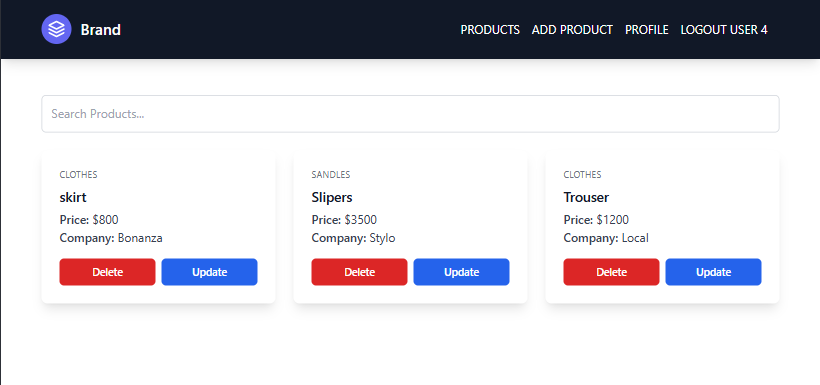 Brand PRODUCTS ADD PRODUCT PROFILE LOGOUT USER 4
Search Products...
CLOTHES
skirt
Price: $800
Company: Bonanza
Delete Update
SANDLES
Slipers
Price: $3500
Company: Stylo
Delete Update
CLOTHES
Trouser
Price: $1200
Company: Local
Delete Update